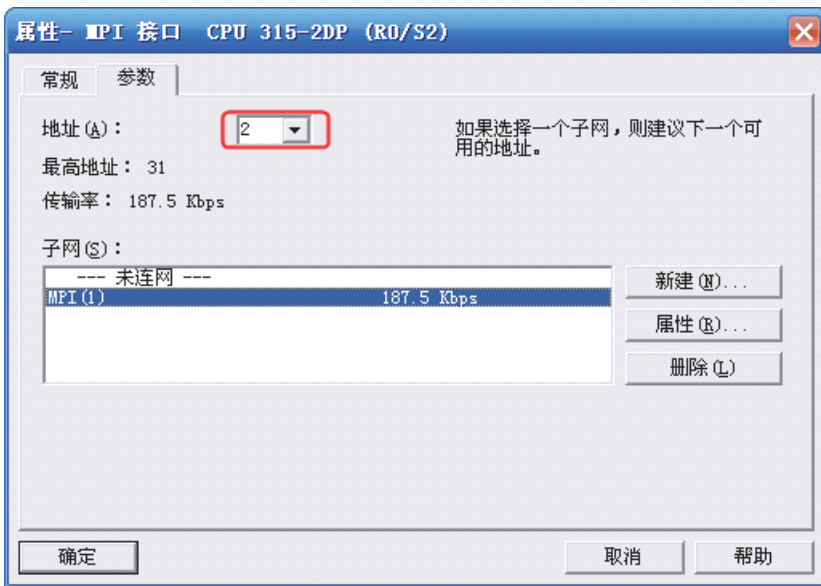 属性- MPI 接口 CPU 315-2DP (R0/S2)
常规 参数
地址(A): 2
如果选择一个子网,则建议下一个可
用的地址。
最高地址: 31
传输率: 187.5 Kbps
子网(S):
--- 未连网 ---
MPI(1) 187.5 Kbps
新建(N)...
属性(R)...
删除(L)
确定 取消 帮助